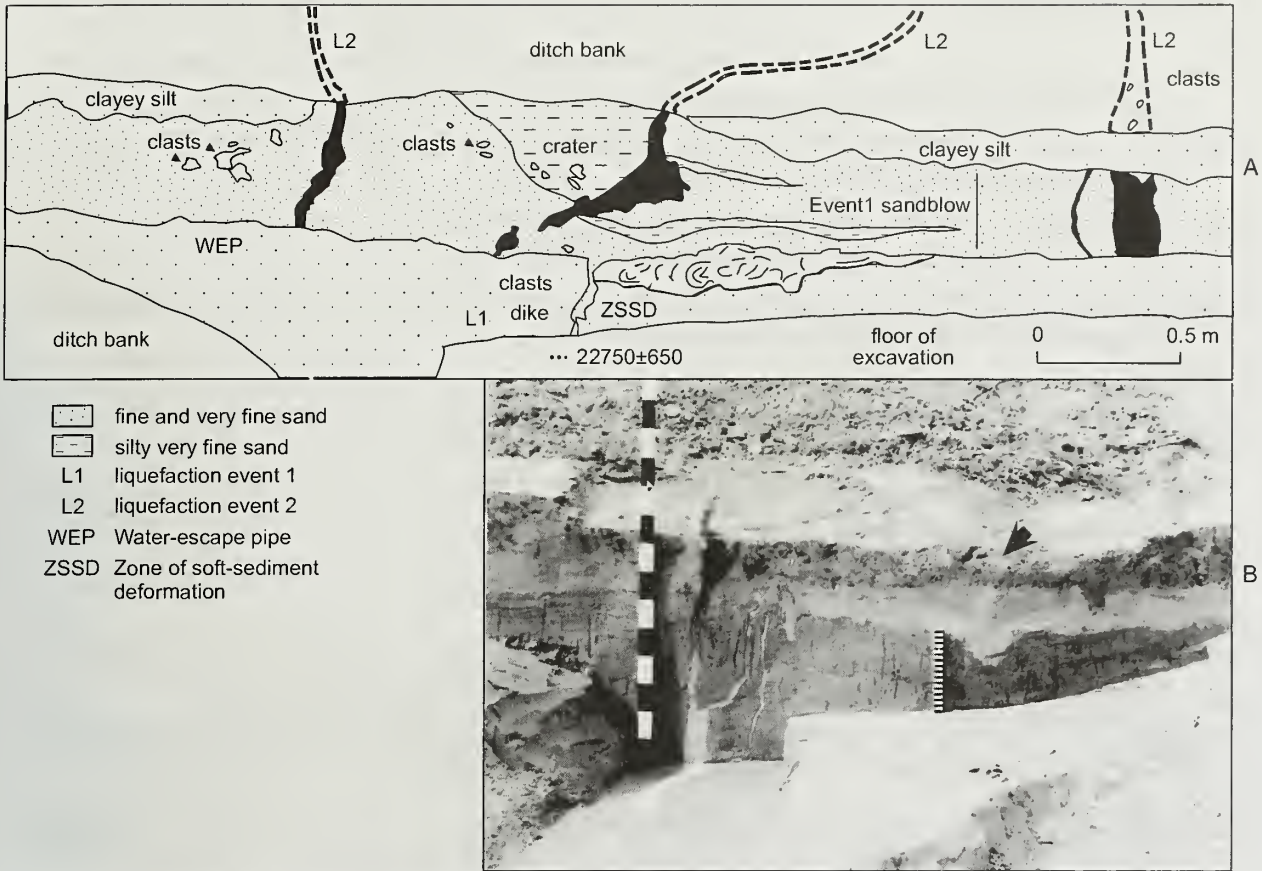 L2
ditch bank
L2
L2
clasts
clayey silt
clasts
clasts
crater
clayey silt
A
Event1 sandblow
WEP
clasts
dike
L1
ZSSD
ditch bank
floor of
excavation
0 0.5 m
··· 22750±650
fine and very fine sand
silty very fine sand
L1 liquefaction event 1
L2 liquefaction event 2
WEP Water-escape pipe
ZSSD Zone of soft-sediment
deformation
B